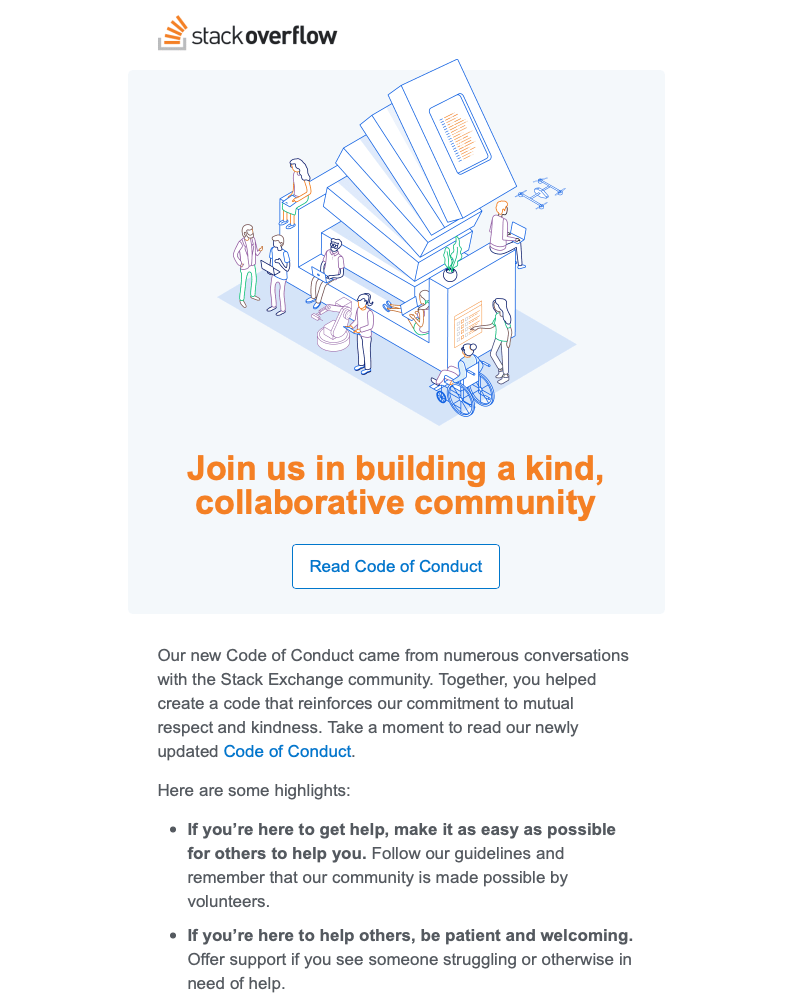 stack overflow
Join us in building a kind,
collaborative community
Read Code of Conduct
Our new Code of Conduct came from numerous conversations
with the Stack Exchange community. Together, you helped
create a code that reinforces our commitment to mutual
respect and kindness. Take a moment to read our newly
updated Code of Conduct.
Here are some highlights:
• If you’re here to get help, make it as easy as possible
for others to help you. Follow our guidelines and
remember that our community is made possible by
volunteers.
• If you’re here to help others, be patient and welcoming.
Offer support if you see someone struggling or otherwise in
need of help.